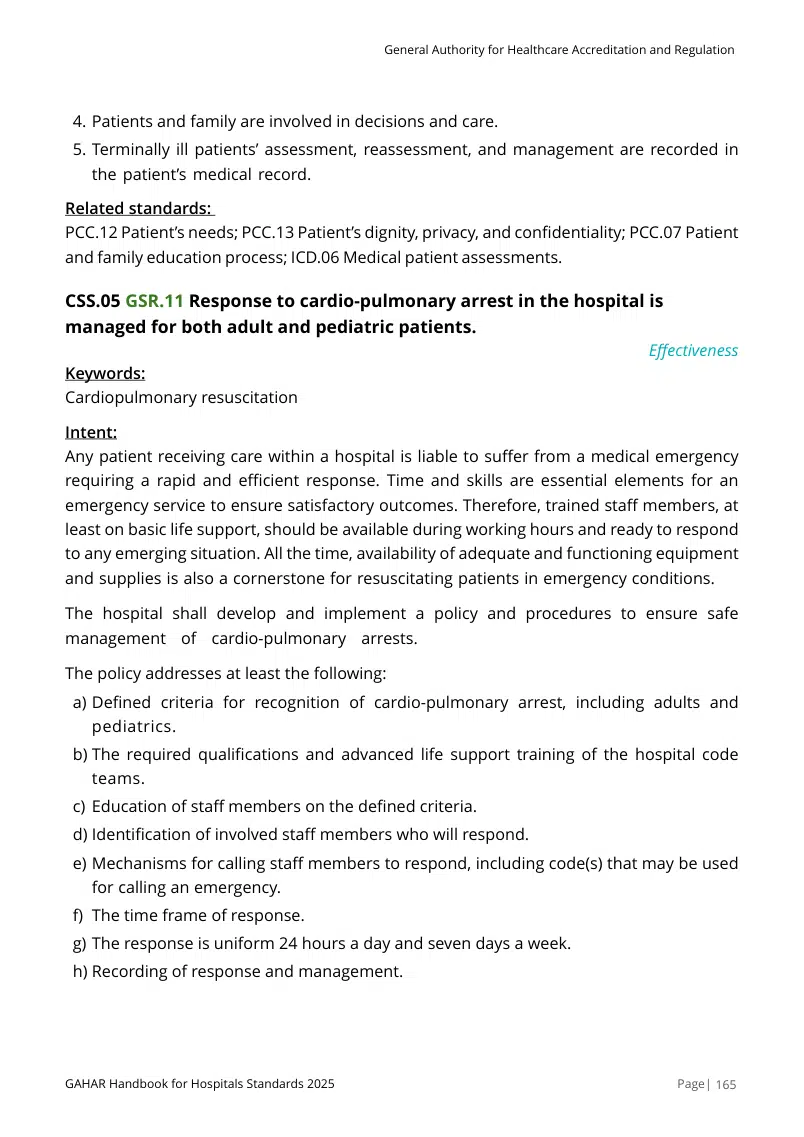 General Authority for Healthcare Accreditation and Regulation
4. Patients and family are involved in decisions and care.
5. Terminally ill patients’ assessment, reassessment, and management are recorded in
the patient’s medical record.
Related standards:
PCC.12 Patient’s needs; PCC.13 Patient’s dignity, privacy, and confidentiality; PCC.07 Patient
and family education process; ICD.06 Medical patient assessments.
CSS.05 GSR.11 Response to cardio-pulmonary arrest in the hospital is
managed for both adult and pediatric patients.
Effectiveness
Keywords:
Cardiopulmonary resuscitation
Intent:
Any patient receiving care within a hospital is liable to suffer from a medical emergency
requiring a rapid and efficient response. Time and skills are essential elements for an
emergency service to ensure satisfactory outcomes. Therefore, trained staff members, at
least on basic life support, should be available during working hours and ready to respond
to any emerging situation. All the time, availability of adequate and functioning equipment
and supplies is also a cornerstone for resuscitating patients in emergency conditions.
The hospital shall develop and implement a policy and procedures to ensure safe
management of cardio-pulmonary arrests.
The policy addresses at least the following:
a) Defined criteria for recognition of cardio-pulmonary arrest, including adults and
pediatrics.
b) The required qualifications and advanced life support training of the hospital code
teams.
c) Education of staff members on the defined criteria.
d) Identification of involved staff members who will respond.
e) Mechanisms for calling staff members to respond, including code(s) that may be used
for calling an emergency.
f) The time frame of response.
g) The response is uniform 24 hours a day and seven days a week.
h) Recording of response and management.
GAHAR Handbook for Hospitals Standards 2025
Page| 165